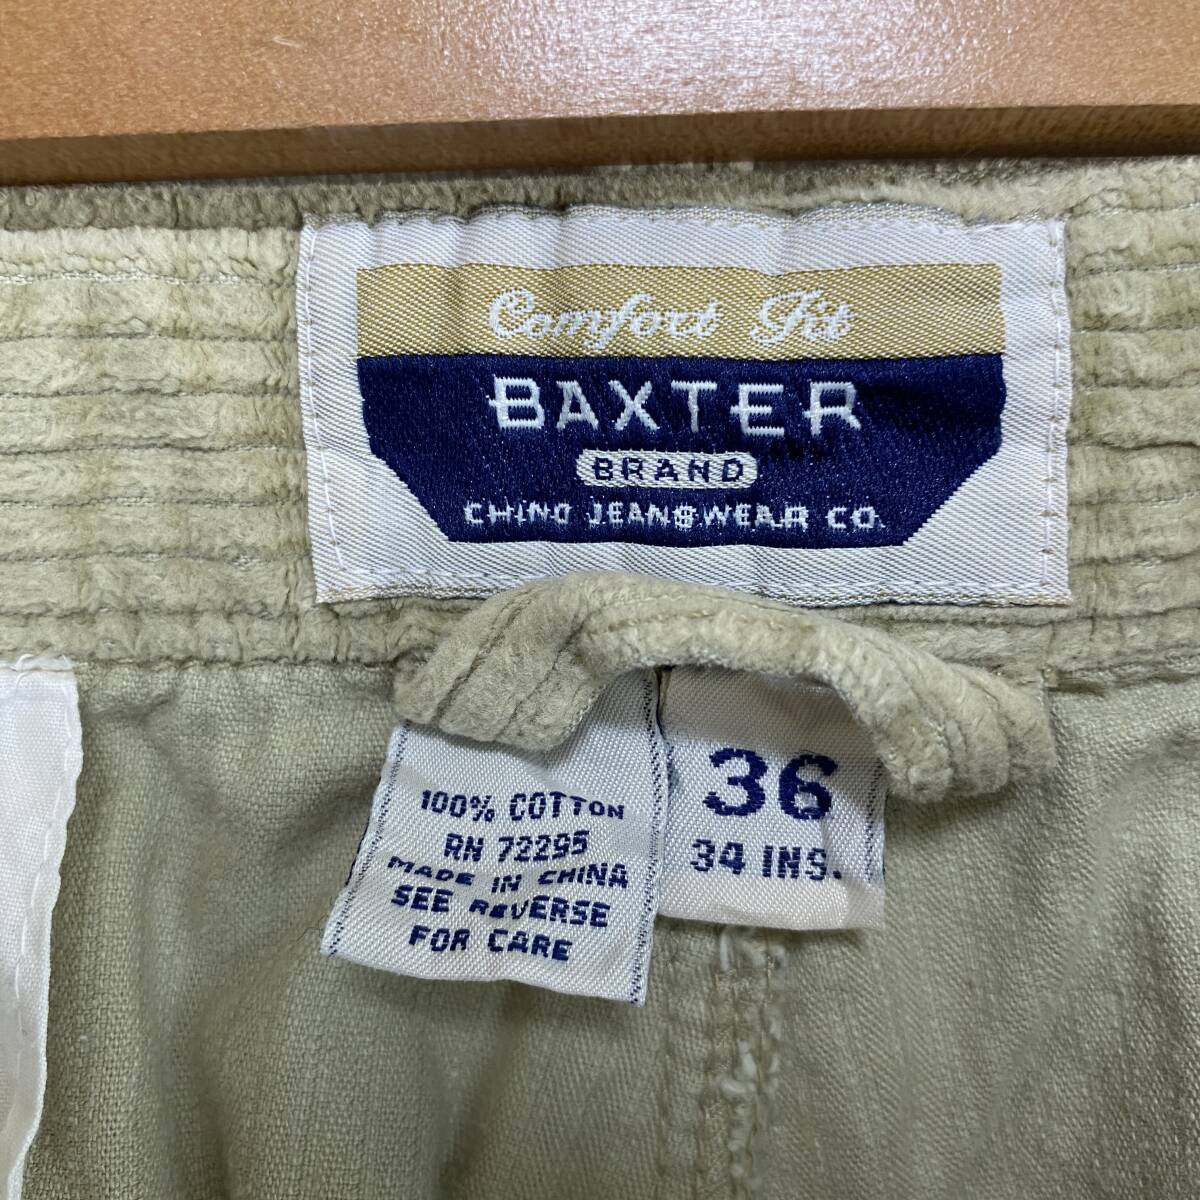 Comfort Fit
BAXTER
BRAND
CHINO JEANSWEAR CO.
100% COTTON
RN 72295
MADE IN CHINA
SEE REVERSE
FOR CARE
36
34 INS.